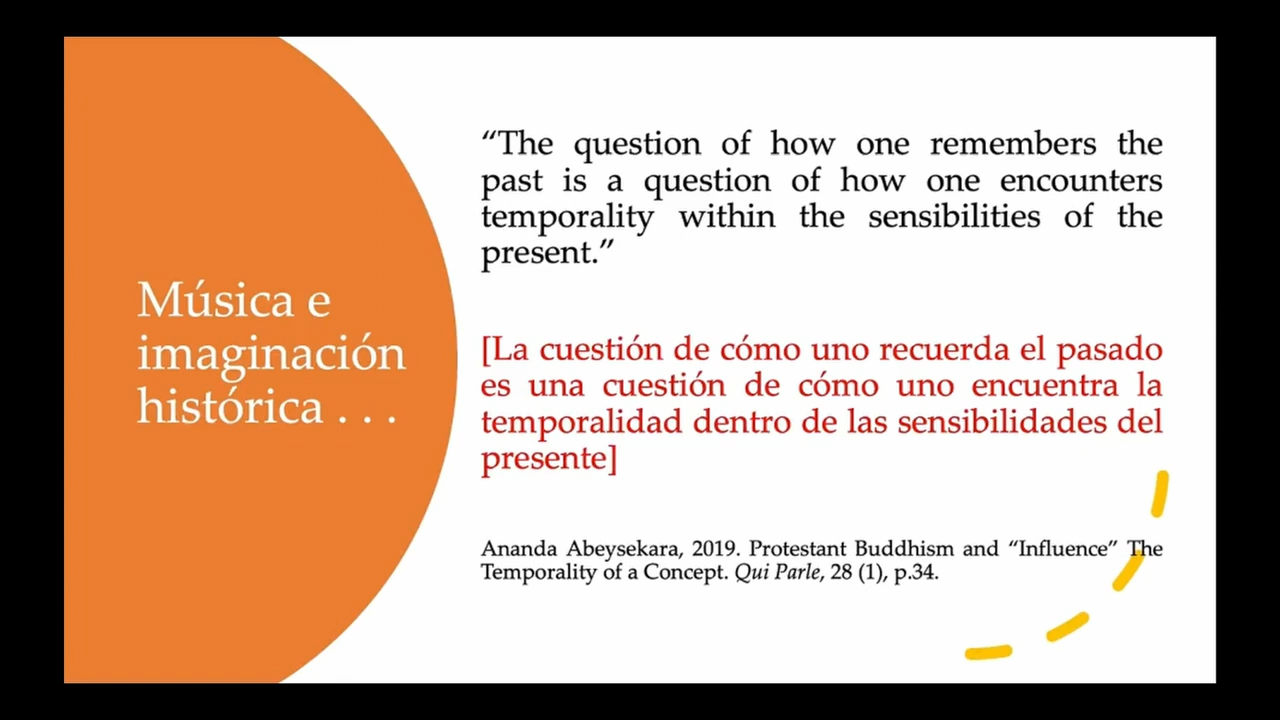 Música e
imaginación
histórica . . .
“The question of how one remembers the
past is a question of how one encounters
temporality within the sensibilities of the
present.”
[La cuestión de cómo uno recuerda el pasado
es una cuestión de cómo uno encuentra la
temporalidad dentro de las sensibilidades del
presente]
Ananda Abeysekara, 2019. Protestant Buddhism and “Influence” The
Temporality of a Concept. Qui Parle, 28 (1), p.34.